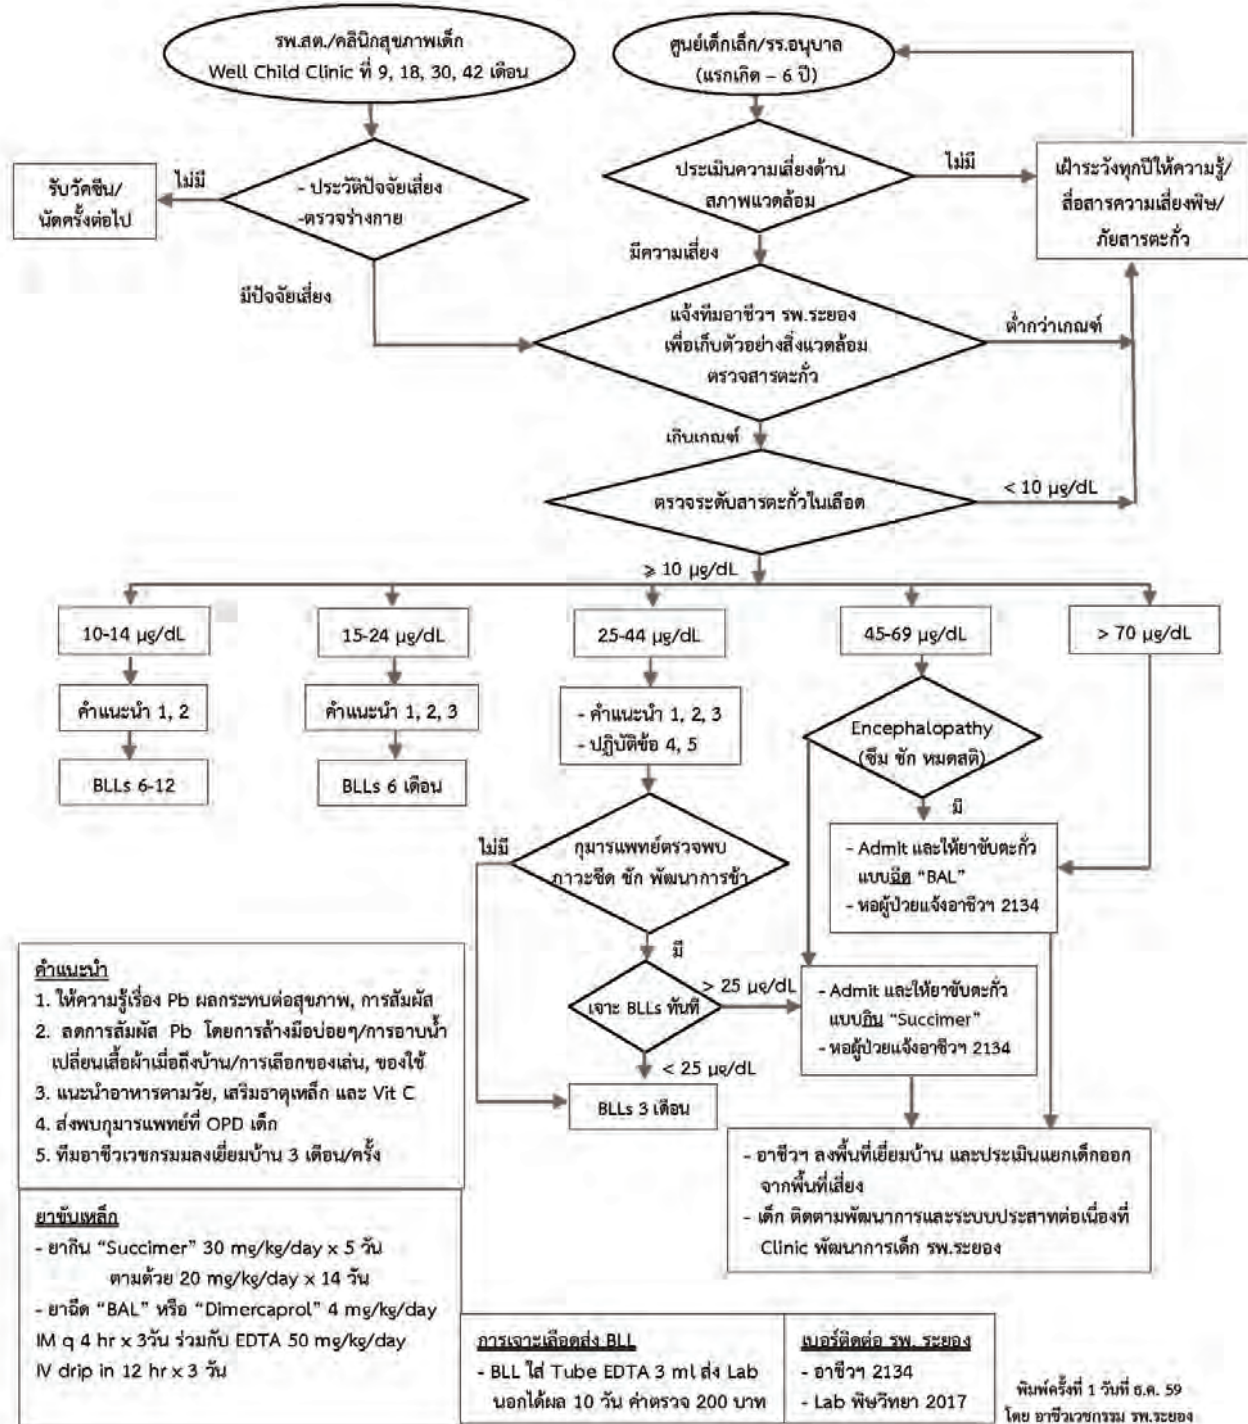 รพ.สต./คลินิกสุขภาพเด็ก
Well Child Clinic ที่ 9, 18, 30, 42 เดือน
ศูนย์เด็กเล็ก/รร.อนุบาล
(แรกเกิด – 6 ปี)
รับวัคซีน/
นัดครั้งต่อไป
ไม่มี
- ประวัติปัจจัยเสี่ยง
-ตรวจร่างกาย
ประเมินความเสี่ยงด้าน
สภาพแวดล้อม
ไม่มี
เฝ้าระวังทุกปีให้ความรู้/
สื่อสารความเสี่ยงพิษ/
ภัยสารตะกั่ว
มีปัจจัยเสี่ยง
มีความเสี่ยง
แจ้งทีมอาชีวฯ รพ.ระยอง
เพื่อเก็บตัวอย่างสิ่งแวดล้อม
ตรวจสารตะกั่ว
ต่ำกว่าเกณฑ์
เกินเกณฑ์
ตรวจระดับสารตะกั่วในเลือด
< 10 µg/dL
⩾ 10 µg/dL
10-14 µg/dL
15-24 µg/dL
25-44 µg/dL
45-69 µg/dL
> 70 µg/dL
คำแนะนำ 1, 2
คำแนะนำ 1, 2, 3
- คำแนะนำ 1, 2, 3
- ปฏิบัติข้อ 4, 5
Encephalopathy
(ซึม ชัก หมดสติ)
BLLs 6-12
BLLs 6 เดือน
มี
ไม่มี
กุมารแพทย์ตรวจพบ
ภาวะซีด ชัก พัฒนาการช้า
- Admit และให้ยาขับตะกั่ว
แบบฉีด “BAL”
- หอผู้ป่วยแจ้งอาชีวฯ 2134
มี
เจาะ BLLs ทันที
> 25 µg/dL
- Admit และให้ยาขับตะกั่ว
แบบกิน “Succimer”
- หอผู้ป่วยแจ้งอาชีวฯ 2134
< 25 µg/dL
BLLs 3 เดือน
- อาชีวฯ ลงพื้นที่เยี่ยมบ้าน และประเมินแยกเด็กออก
จากพื้นที่เสี่ยง
- เด็ก ติดตามพัฒนาการและระบบประสาทต่อเนื่องที่
Clinic พัฒนาการเด็ก รพ.ระยอง
คำแนะนำ
1. ให้ความรู้เรื่อง Pb ผลกระทบต่อสุขภาพ, การสัมผัส
2. ลดการสัมผัส Pb โดยการล้างมือบ่อยๆ/การอาบน้ำ
เปลี่ยนเสื้อผ้าเมื่อถึงบ้าน/การเลือกของเล่น, ของใช้
3. แนะนำอาหารตามวัย, เสริมธาตุเหล็ก และ Vit C
4. ส่งพบกุมารแพทย์ที่ OPD เด็ก
5. ทีมอาชีวเวชกรรมลงเยี่ยมบ้าน 3 เดือน/ครั้ง
ยาขับเหล็ก
- ยากิน “Succimer” 30 mg/kg/day x 5 วัน
ตามด้วย 20 mg/kg/day x 14 วัน
- ยาฉีด “BAL” หรือ “Dimercaprol” 4 mg/kg/day
IM q 4 hr x 3วัน ร่วมกับ EDTA 50 mg/kg/day
IV drip in 12 hr x 3 วัน
การเจาะเลือดส่ง BLL
- BLL ใส่ Tube EDTA 3 ml ส่ง Lab
นอกได้ผล 10 วัน ค่าตรวจ 200 บาท
เบอร์ติดต่อ รพ. ระยอง
- อาชีวฯ 2134
- Lab พิษวิทยา 2017
พิมพ์ครั้งที่ 1 วันที่ ธ.ค. 59
โดย อาชีวเวชกรรม รพ.ระยอง